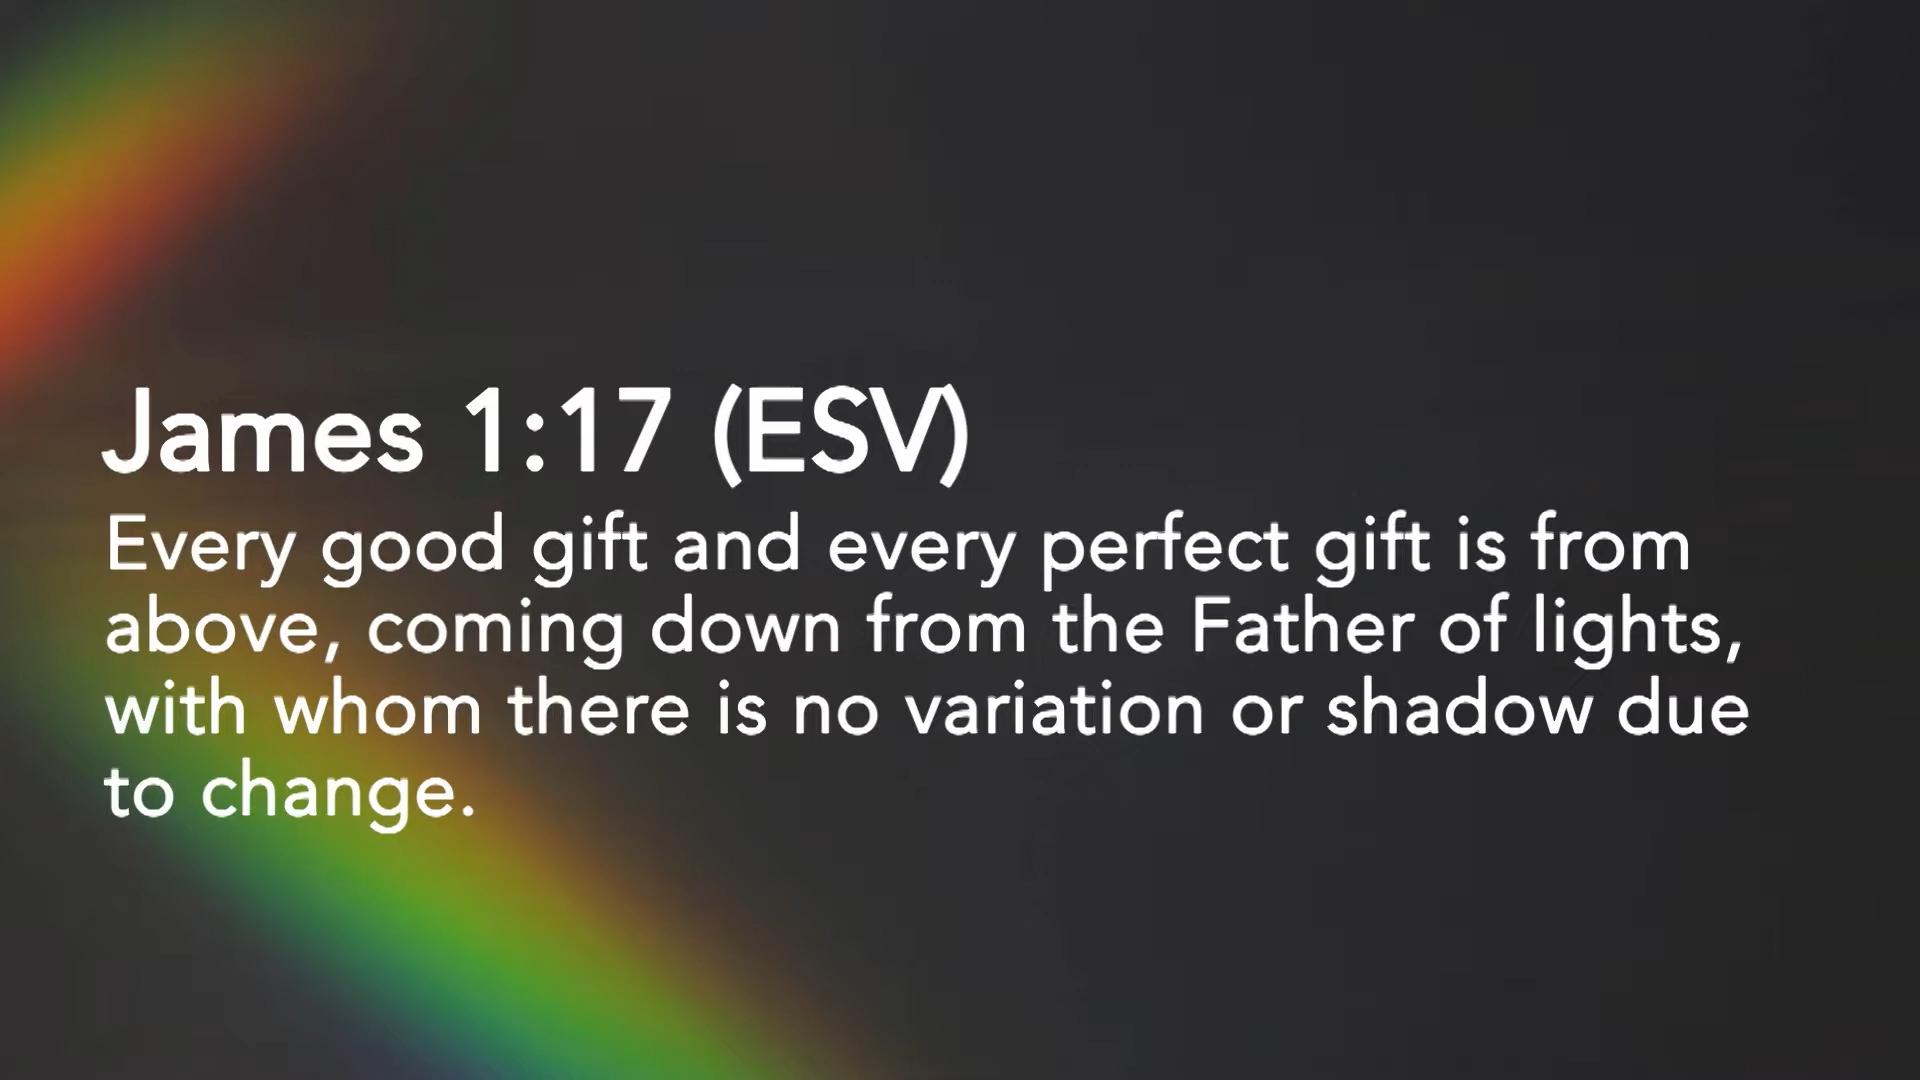 James 1:17 (ESV)
Every good gift and every perfect gift is from
above, coming down from the Father of lights,
with whom there is no variation or shadow due
to change.